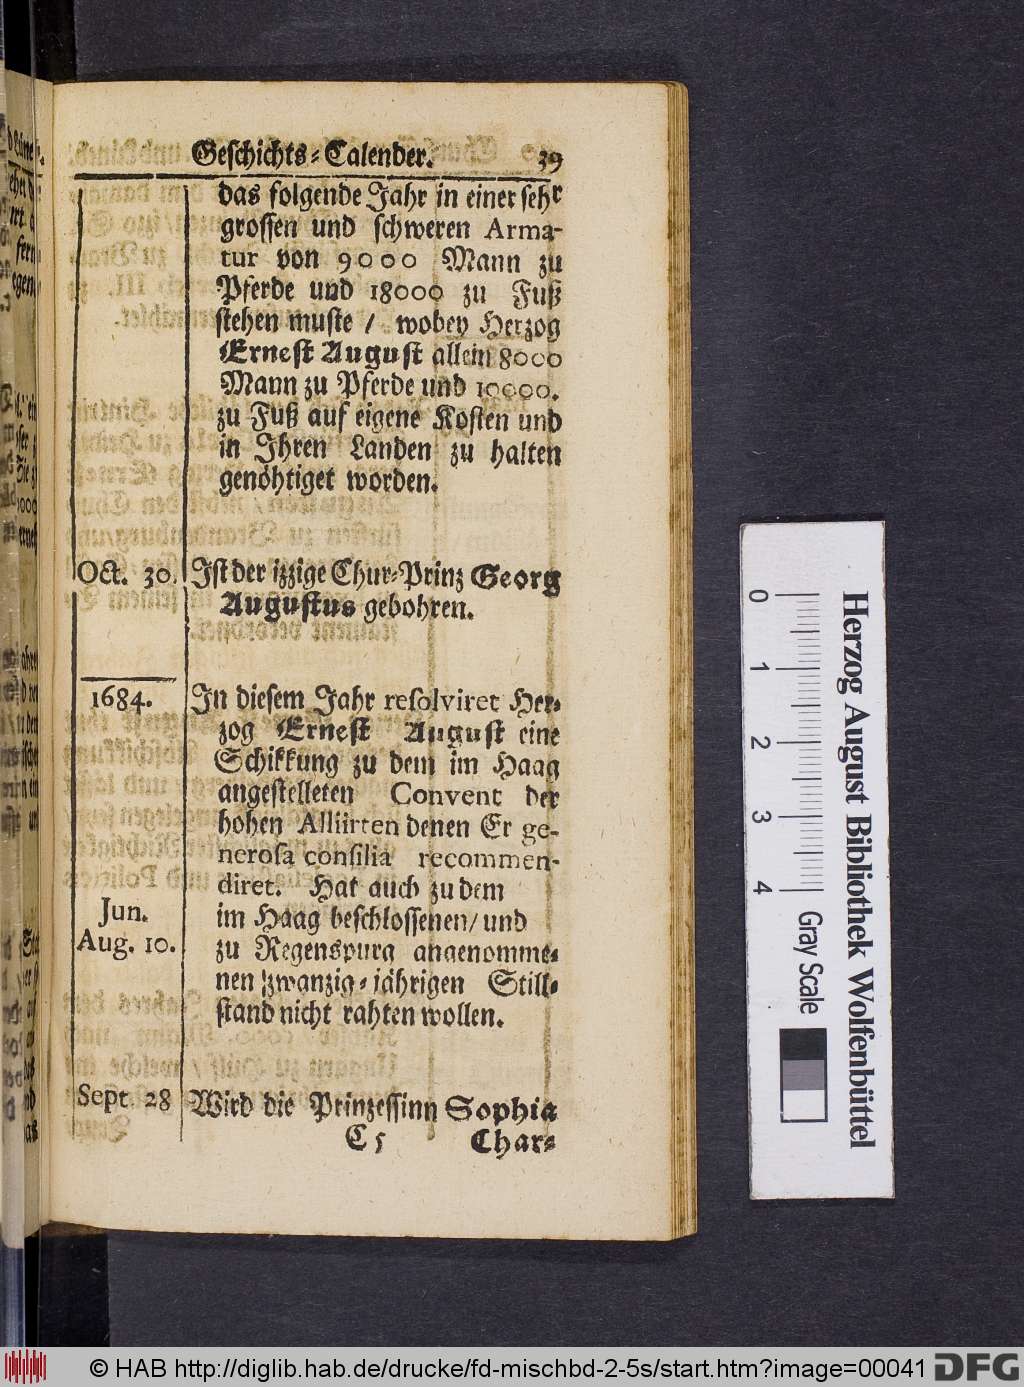 Geschichts-Calender. 39
das folgende Jahr in einer sehr
grossen und schweren Arma-
tur von 9000 Mann zu
Pferde und 18000 zu Fuß
stehen muste / wobey Herzog
Ernest August allein 8000
Mann zu Pferde und 10000.
zu Fuß auf eigene Kosten und
in Ihren Landen zu halten
genöhtiget worden.
Oct. 30. Ist der izzige Chur-Prinz Georg
Augustus gebohren.
1684. In diesem Jahr resolviret Her-
zog Ernest August eine
Schikkung zu dem im Haag
angestelleten Convent der
hohen Alliirten denen Er ge-
nerosa consilia recommen-
diret. Hat auch zu dem
Jun. im Haag beschlossenen / und
Aug. 10. zu Regenspurg angenomme-
nen zwanzig-jährigen Still-
stand nicht rahten wollen.
Sept. 28 Wird die Prinzessinn Sophia
C 5 Char-
Herzog August Bibliothek Wolfenbüttel
0 1 2 3 4 Gray Scale
© HAB http://diglib.hab.de/drucke/fd-mischbd-2-5s/start.htm?image=00041 DFG